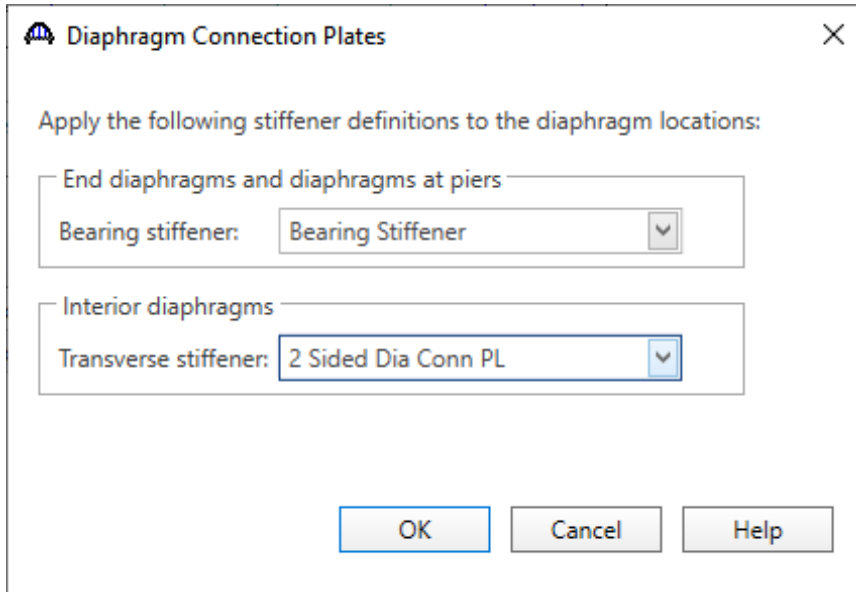 Diaphragm Connection Plates
Apply the following stiffener definitions to the diaphragm locations:
End diaphragms and diaphragms at piers
Bearing stiffener: Bearing Stiffener
Interior diaphragms
Transverse stiffener: 2 Sided Dia Conn PL
OK Cancel Help